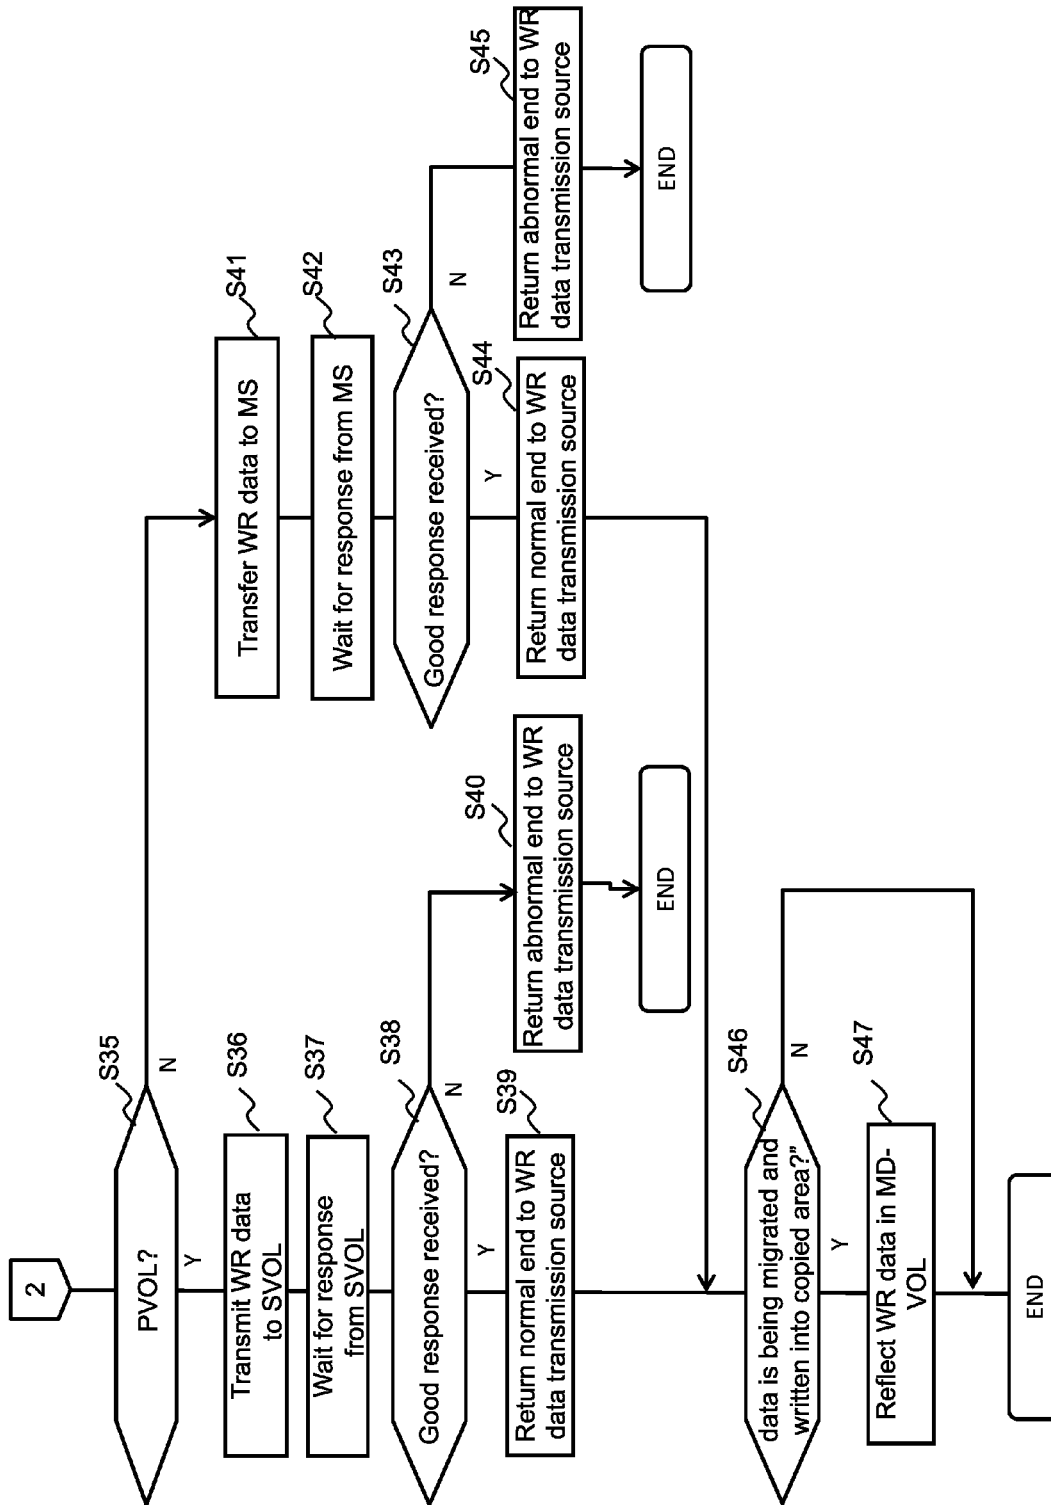 2
S35
PVOL?
N
Y
S36
Transmit WR data
to SVOL
S37
Wait for response
from SVOL
S38
Good response received?
N
Y
S39
Return normal end to WR
data transmission source
S40
Return abnormal end to WR
data transmission source
END
S41
Transfer WR data to MS
S42
Wait for response from MS
S43
Good response received?
N
Y
S44
Return normal end to WR
data transmission source
S45
Return abnormal end to WR
data transmission source
END
S46
data is being migrated and
written into copied area?”
N
Y
S47
Reflect WR data in MD-
VOL
END